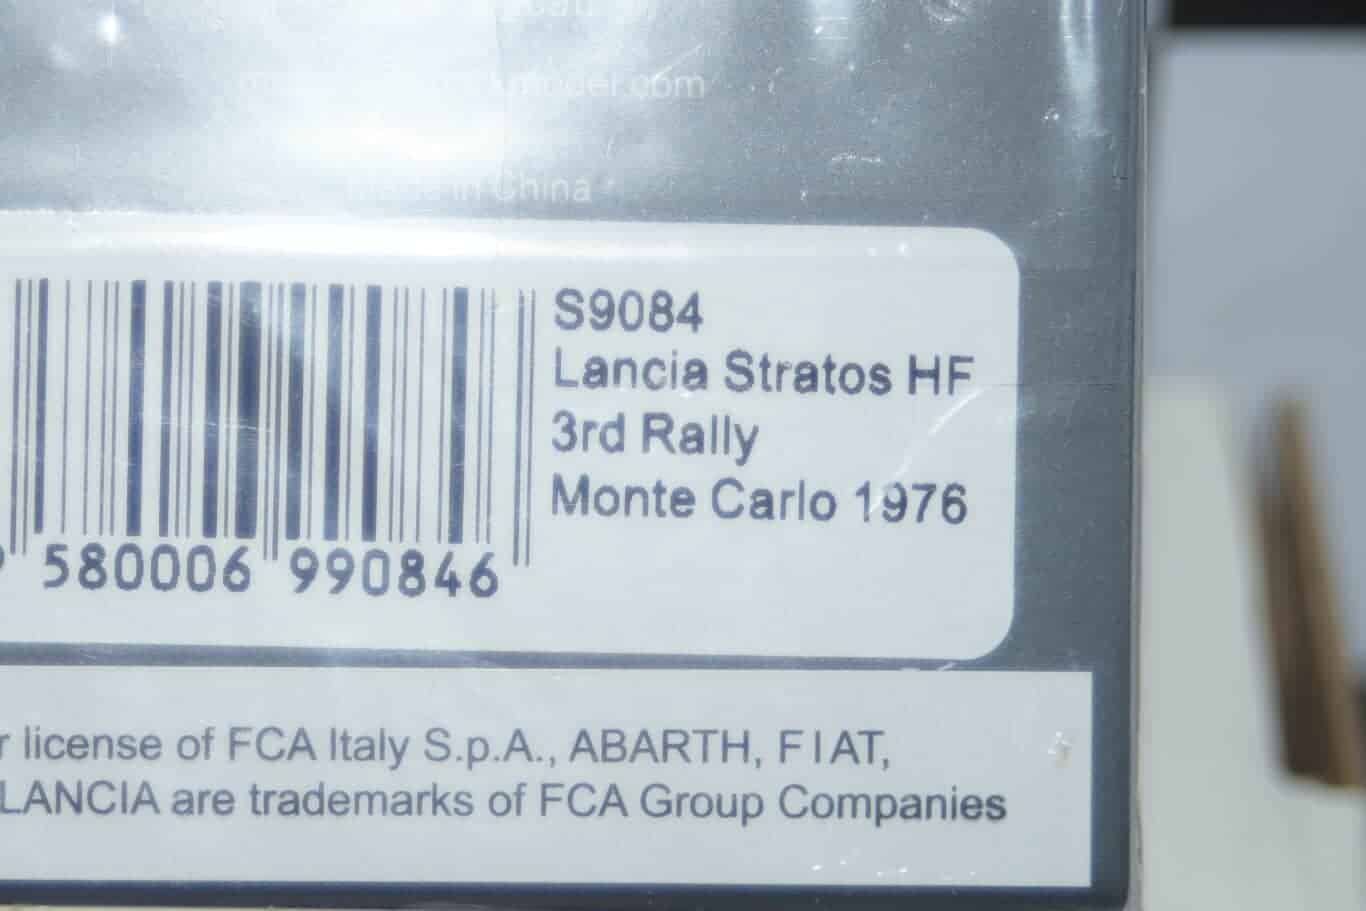 model.com
Made in China
S9084
Lancia Stratos HF
3rd Rally
Monte Carlo 1976
580006 990846
license of FCA Italy S.p.A., ABARTH, FIAT,
LANCIA are trademarks of FCA Group Companies